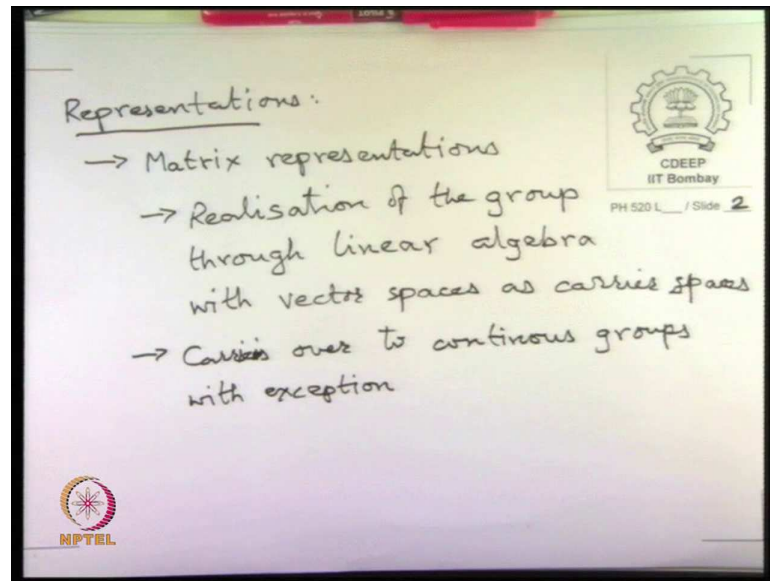 Representations:
→ Matrix representations
→ Realisation of the group
through linear algebra
with vector spaces as carrier spaces
→ Carries over to continous groups
with exception
CDEEP
IIT Bombay
PH 520 L___ / Slide 2
NPTEL